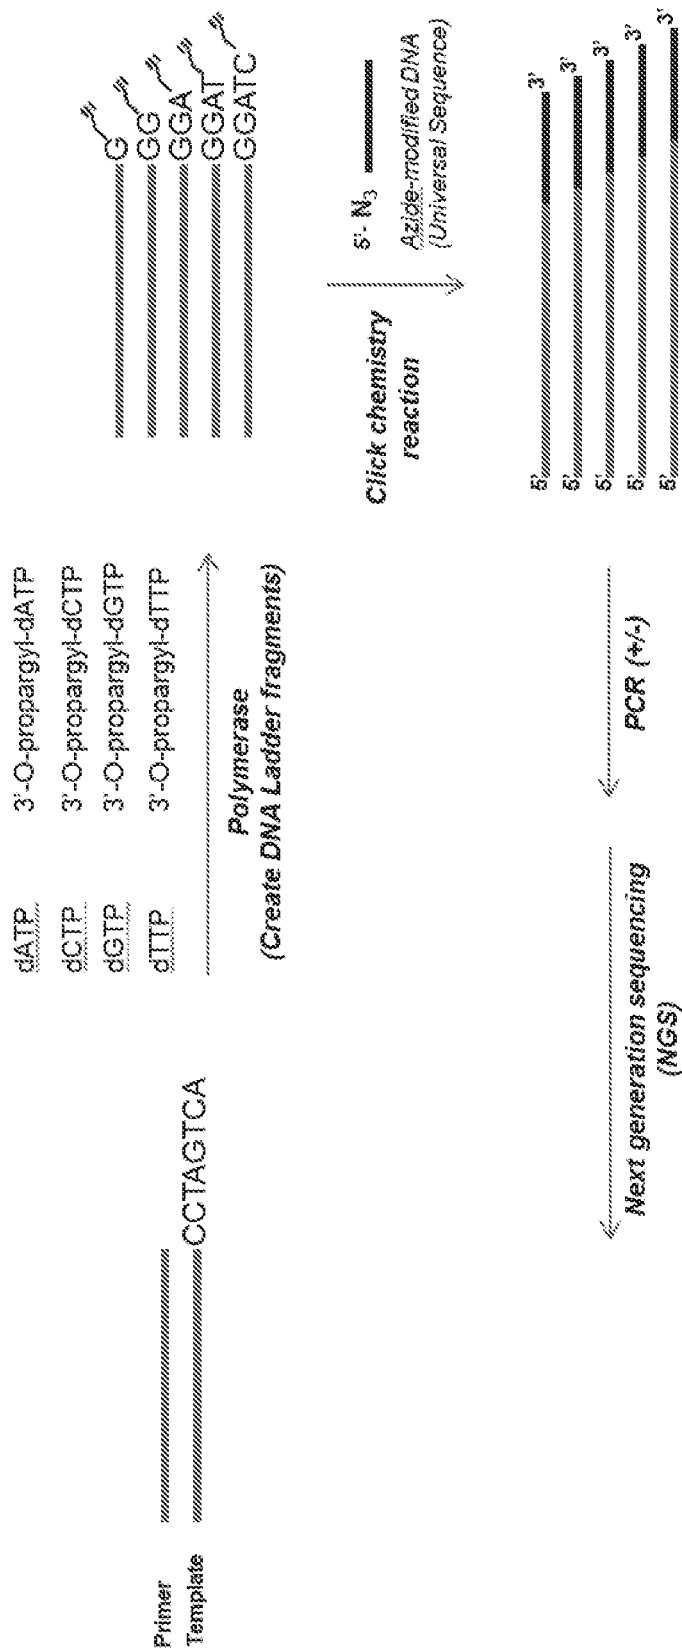 Primer
Template
CCTAGTCA
dATP 3'-O-propargyl-dATP
dCTP 3'-O-propargyl-dCTP
dGTP 3'-O-propargyl-dGTP
dTTP 3'-O-propargyl-dTTP
Polymerase
(Create DNA Ladder fragments)
G
GG
GGA
GGAT
GGATC
Click chemistry
reaction
5'- N3
Azide-modified DNA
(Universal Sequence)
5' 3'
5' 3'
5' 3'
5' 3'
5' 3'
PCR (+/-)
Next generation sequencing
(NGS)